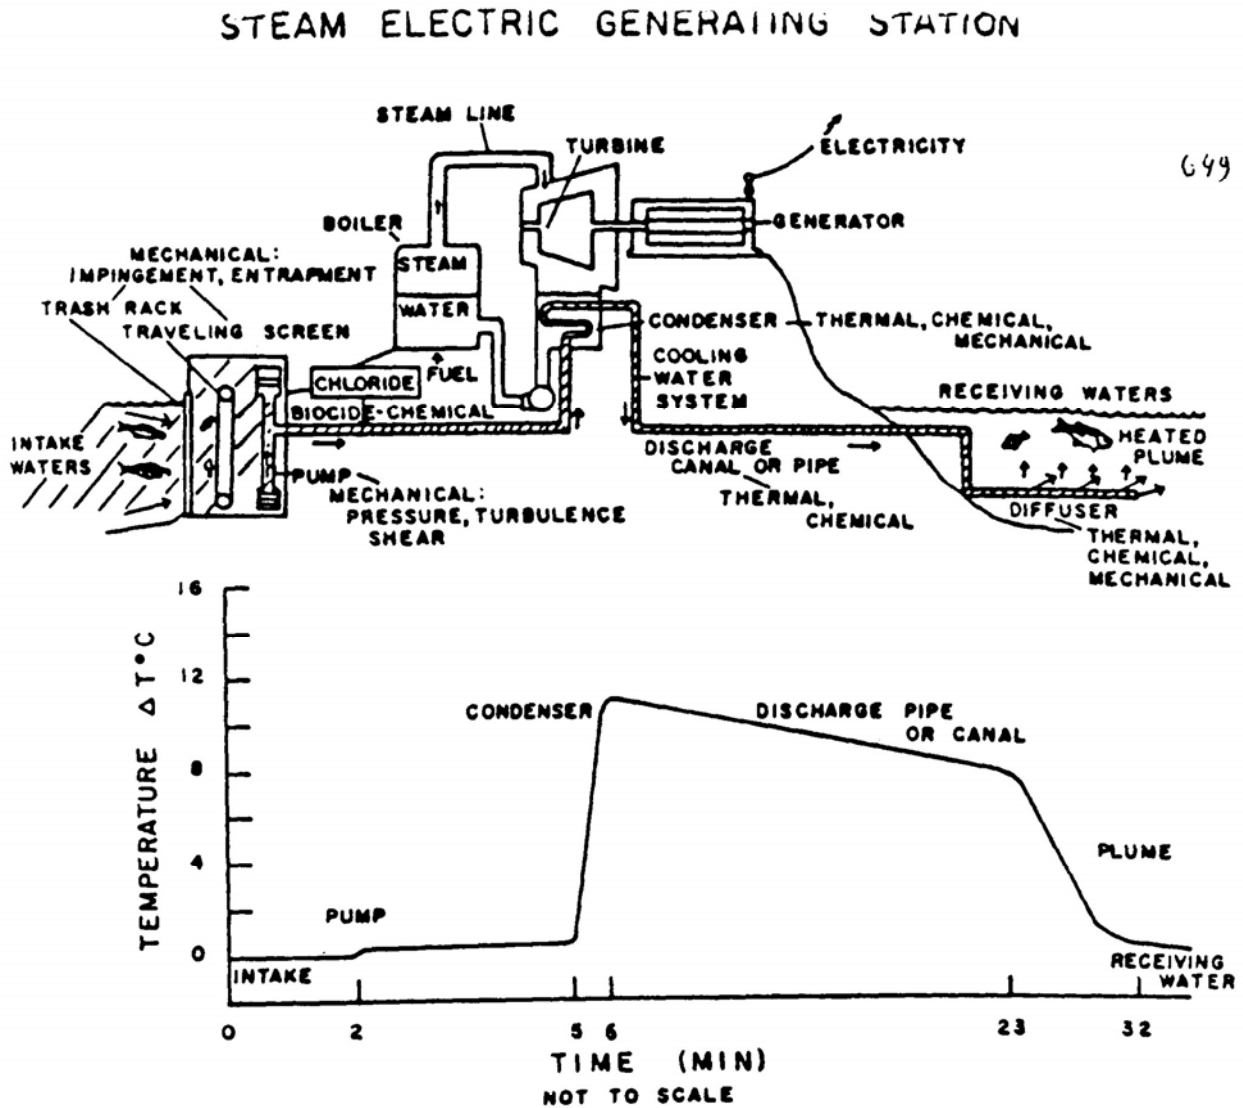 STEAM ELECTRIC GENERATING STATION
STEAM LINE
TURBINE
ELECTRICITY
649
BOILER
GENERATOR
MECHANICAL:
IMPINGEMENT, ENTRAPMENT
STEAM
TRASH RACK
TRAVELING SCREEN
WATER
CONDENSER
THERMAL, CHEMICAL,
MECHANICAL
COOLING
WATER
SYSTEM
FUEL
CHLORIDE
BIOCIDE-CHEMICAL
RECEIVING WATERS
INTAKE
WATERS
HEATED
PLUME
PUMP
MECHANICAL:
PRESSURE, TURBULENCE
SHEAR
DISCHARGE
CANAL OR PIPE
THERMAL,
CHEMICAL
DIFFUSER
THERMAL,
CHEMICAL,
MECHANICAL
TEMPERATURE ΔT°C
16
12
8
4
0
CONDENSER
DISCHARGE PIPE
OR CANAL
PLUME
PUMP
INTAKE
RECEIVING
WATER
0 2 5 6 23 32
TIME (MIN)
NOT TO SCALE